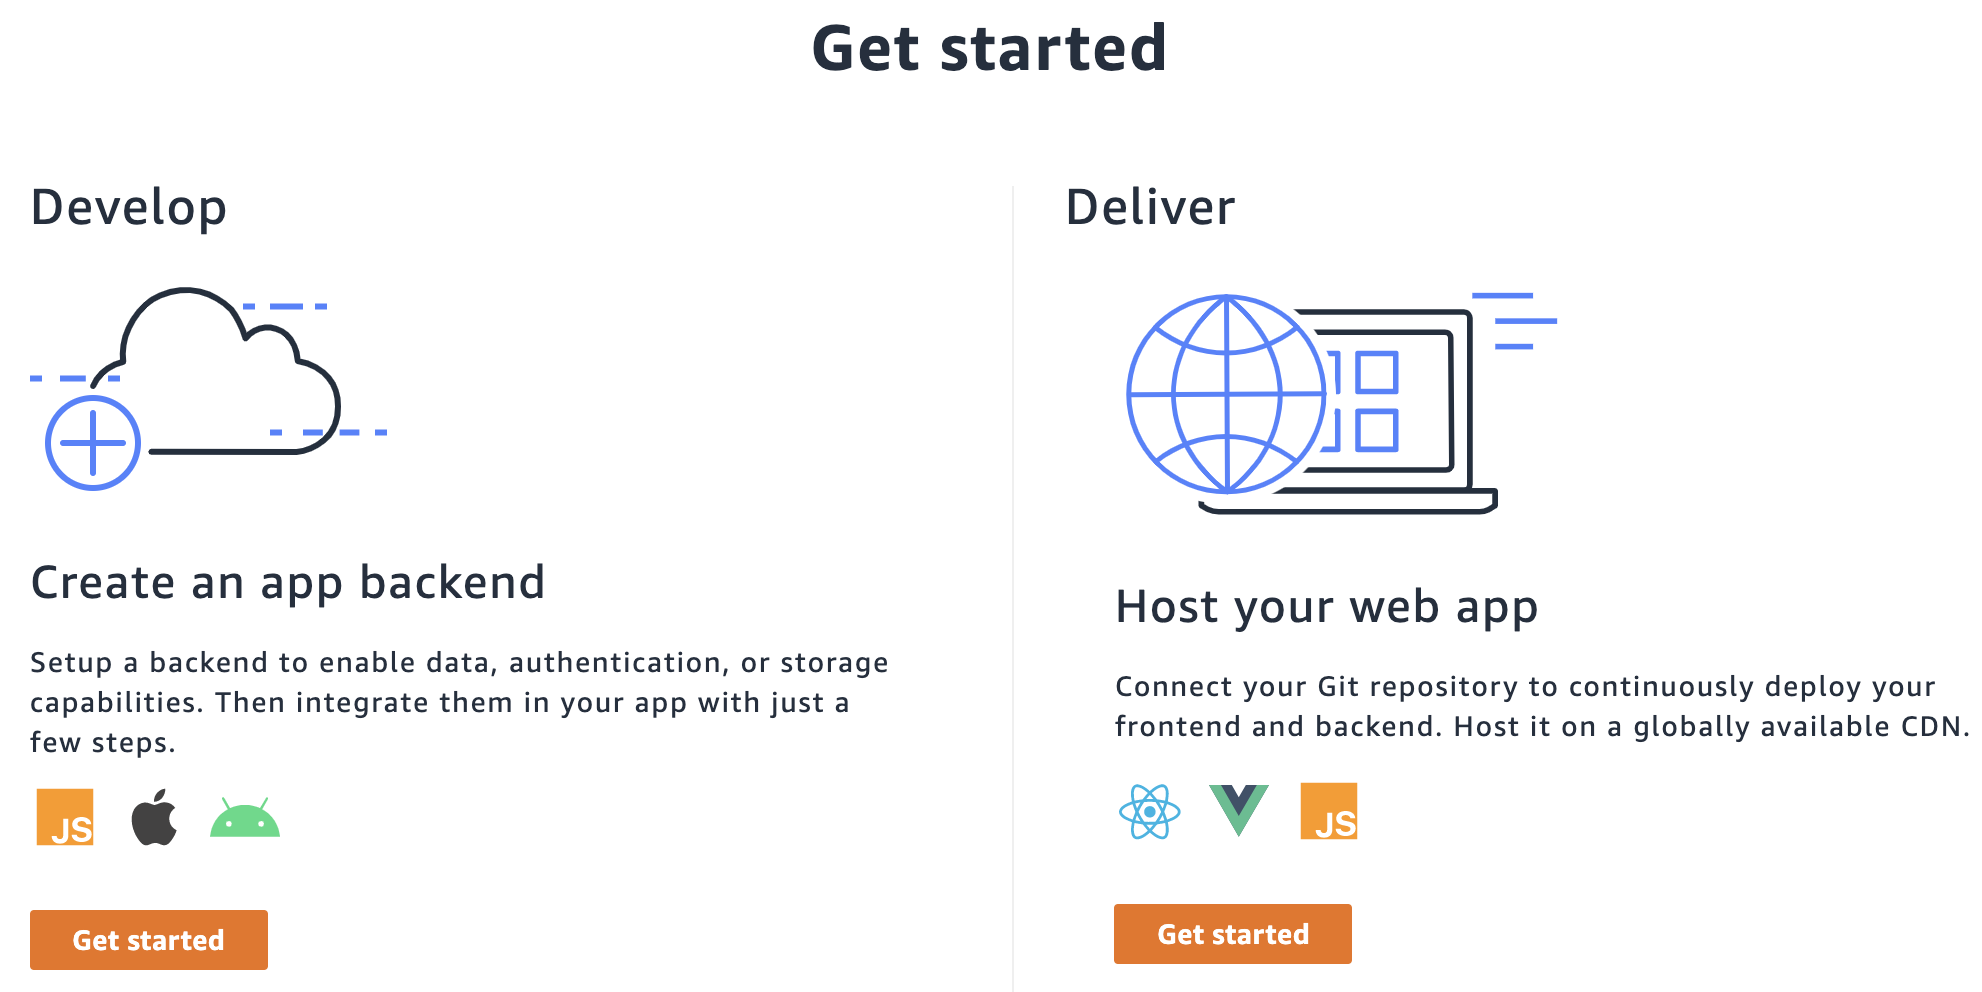 Get started
Develop
Create an app backend
Setup a backend to enable data, authentication, or storage
capabilities. Then integrate them in your app with just a
few steps.
JS
Get started
Deliver
Host your web app
Connect your Git repository to continuously deploy your
frontend and backend. Host it on a globally available CDN.
JS
Get started